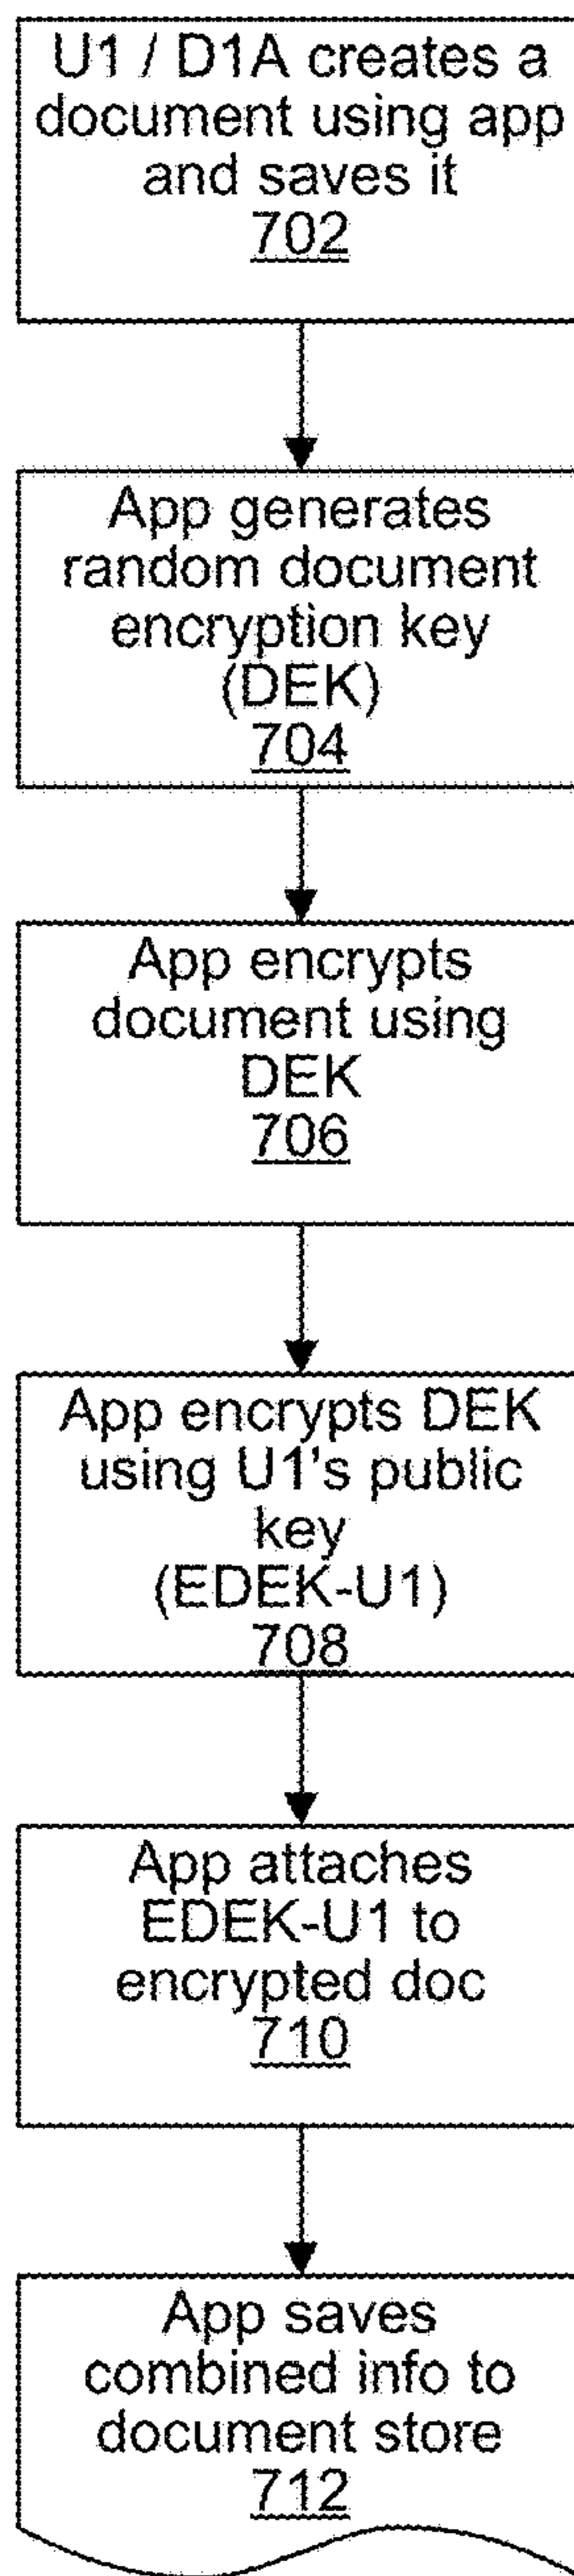 U1 / D1A creates a
document using app
and saves it
702
App generates
random document
encryption key
(DEK)
704
App encrypts
document using
DEK
706
App encrypts DEK
using U1's public
key
(EDEK-U1)
708
App attaches
EDEK-U1 to
encrypted doc
710
App saves
combined info to
document store
712